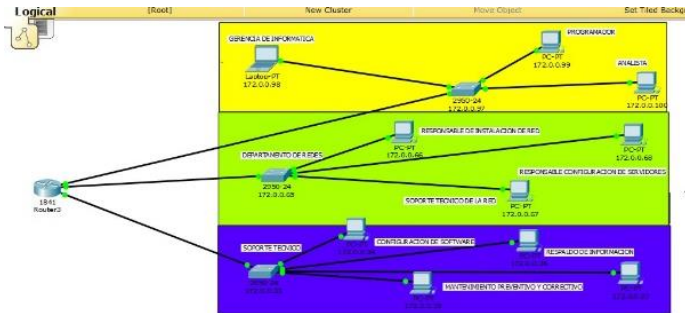 Logical
[Root]
New Cluster
Move Object
Set Tiled Backg
GERENCIA DE INFORMATICA
Laptop-PT
172.0.0.98
PROGRAMADOR
PC-PT
172.0.0.99
ANALISTA
PC-PT
172.0.0.100
2950-24
172.0.0.97
DEPARTAMENTO DE REDES
2950-24
RESPONSABLE DE INSTALACION DE RED
PC-PT
172.0.0.66
PC-PT
172.0.0.68
RESPONSABLE CONFIGURACION DE SERVIDORES
SOPORTE TECNICO DE LA RED
PC-PT
172.0.0.67
1841
Router3
SOPORTE TECNICO
2950-24
CONFIGURACION DE SOFTWARE
RESPALDO DE INFORMACION
MANTENIMIENTO PREVENTIVO Y CORRECTIVO